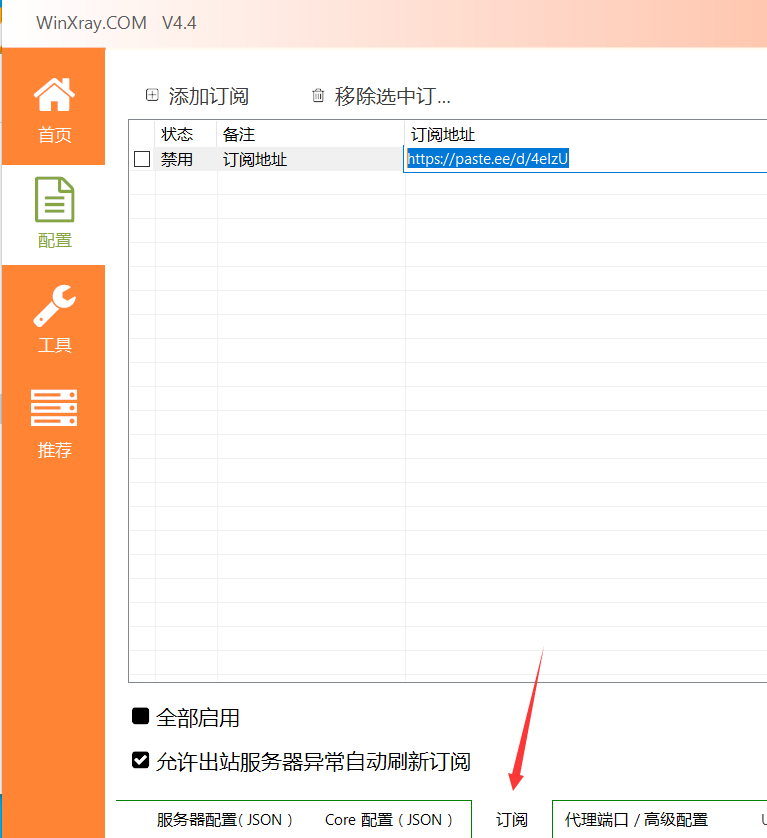 WinXray.COM V4.4
首页
配置
工具
推荐
添加订阅 移除选中订...
状态 备注 订阅地址
禁用 订阅地址 https://paste.ee/d/4eIzU
全部启用
允许出站服务器异常自动刷新订阅
服务器配置( JSON ) Core 配置 ( JSON ) 订阅 代理端口 / 高级配置